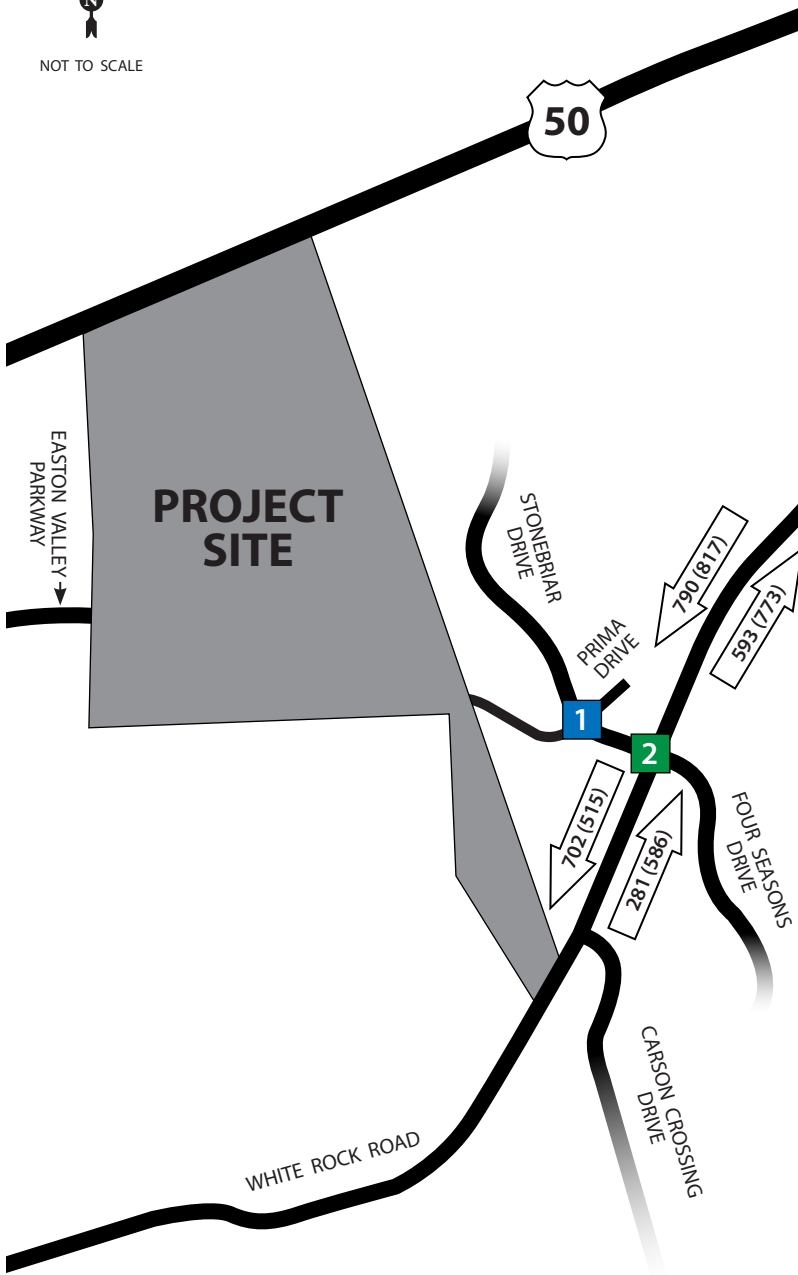 N
NOT TO SCALE
50
EASTON VALLEY
PARKWAY
PROJECT
SITE
STONEBRIAR
DRIVE
PRIMA
DRIVE
790 (817)
593 (773)
1
2
702 (515)
281 (586)
FOUR SEASONS
DRIVE
CARSON CROSSING
DRIVE
WHITE ROCK ROAD